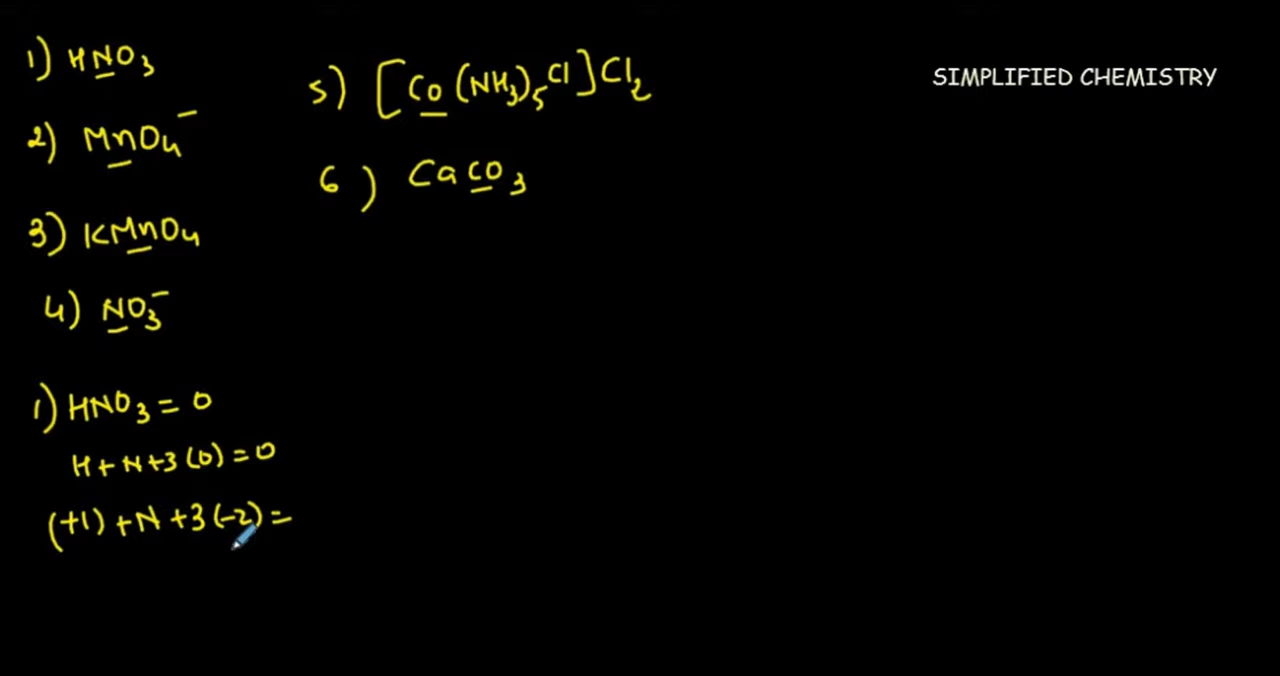 1) HNO3
2) MnO4⁻
3) KMnO4
4) NO3⁻
5) [Co(NH3)5Cl]Cl2
6) CaCO3
SIMPLIFIED CHEMISTRY
1) HNO3 = 0
H + N + 3(O) = 0
(+1) + N + 3(-2) =